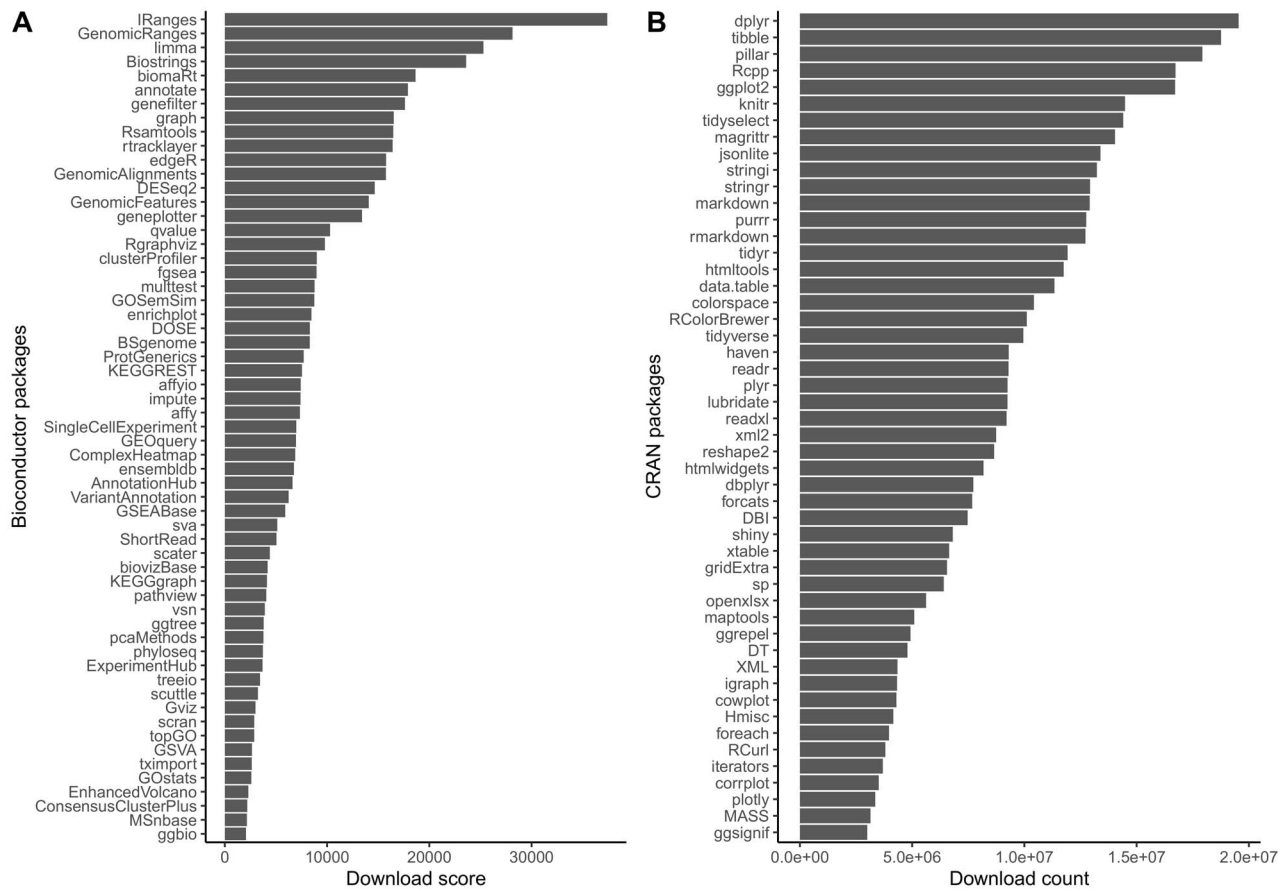 A
Bioconductor packages
IRanges
GenomicRanges
limma
Biostrings
biomaRt
annotate
genefilter
graph
Rsamtools
rtracklayer
edgeR
GenomicAlignments
DESeq2
GenomicFeatures
geneplotter
qvalue
Rgraphviz
clusterProfiler
fgsea
multtest
GOSemSim
enrichplot
DOSE
BSgenome
ProtGenerics
KEGGREST
affyio
impute
affy
SingleCellExperiment
GEOquery
ComplexHeatmap
ensembldb
AnnotationHub
VariantAnnotation
GSEABase
sva
ShortRead
scater
biovizBase
KEGGgraph
pathview
vsn
ggtree
pcaMethods
phyloseq
ExperimentHub
treeio
scuttle
Gviz
scran
topGO
GSVA
tximport
GOstats
EnhancedVolcano
ConsensusClusterPlus
MSnbase
ggbio
0 10000 20000 30000
Download score
B
CRAN packages
dplyr
tibble
pillar
Rcpp
ggplot2
knitr
tidyselect
magrittr
jsonlite
stringi
stringr
markdown
purrr
rmarkdown
tidyr
htmltools
data.table
colorspace
RColorBrewer
tidyverse
haven
readr
plyr
lubridate
readxl
xml2
reshape2
htmlwidgets
dbplyr
forcats
DBI
shiny
xtable
gridExtra
sp
openxlsx
maptools
ggrepel
DT
XML
igraph
cowplot
Hmisc
foreach
RCurl
iterators
corrplot
plotly
MASS
ggsignif
0.0e+00 5.0e+06 1.0e+07 1.5e+07 2.0e+07
Download count